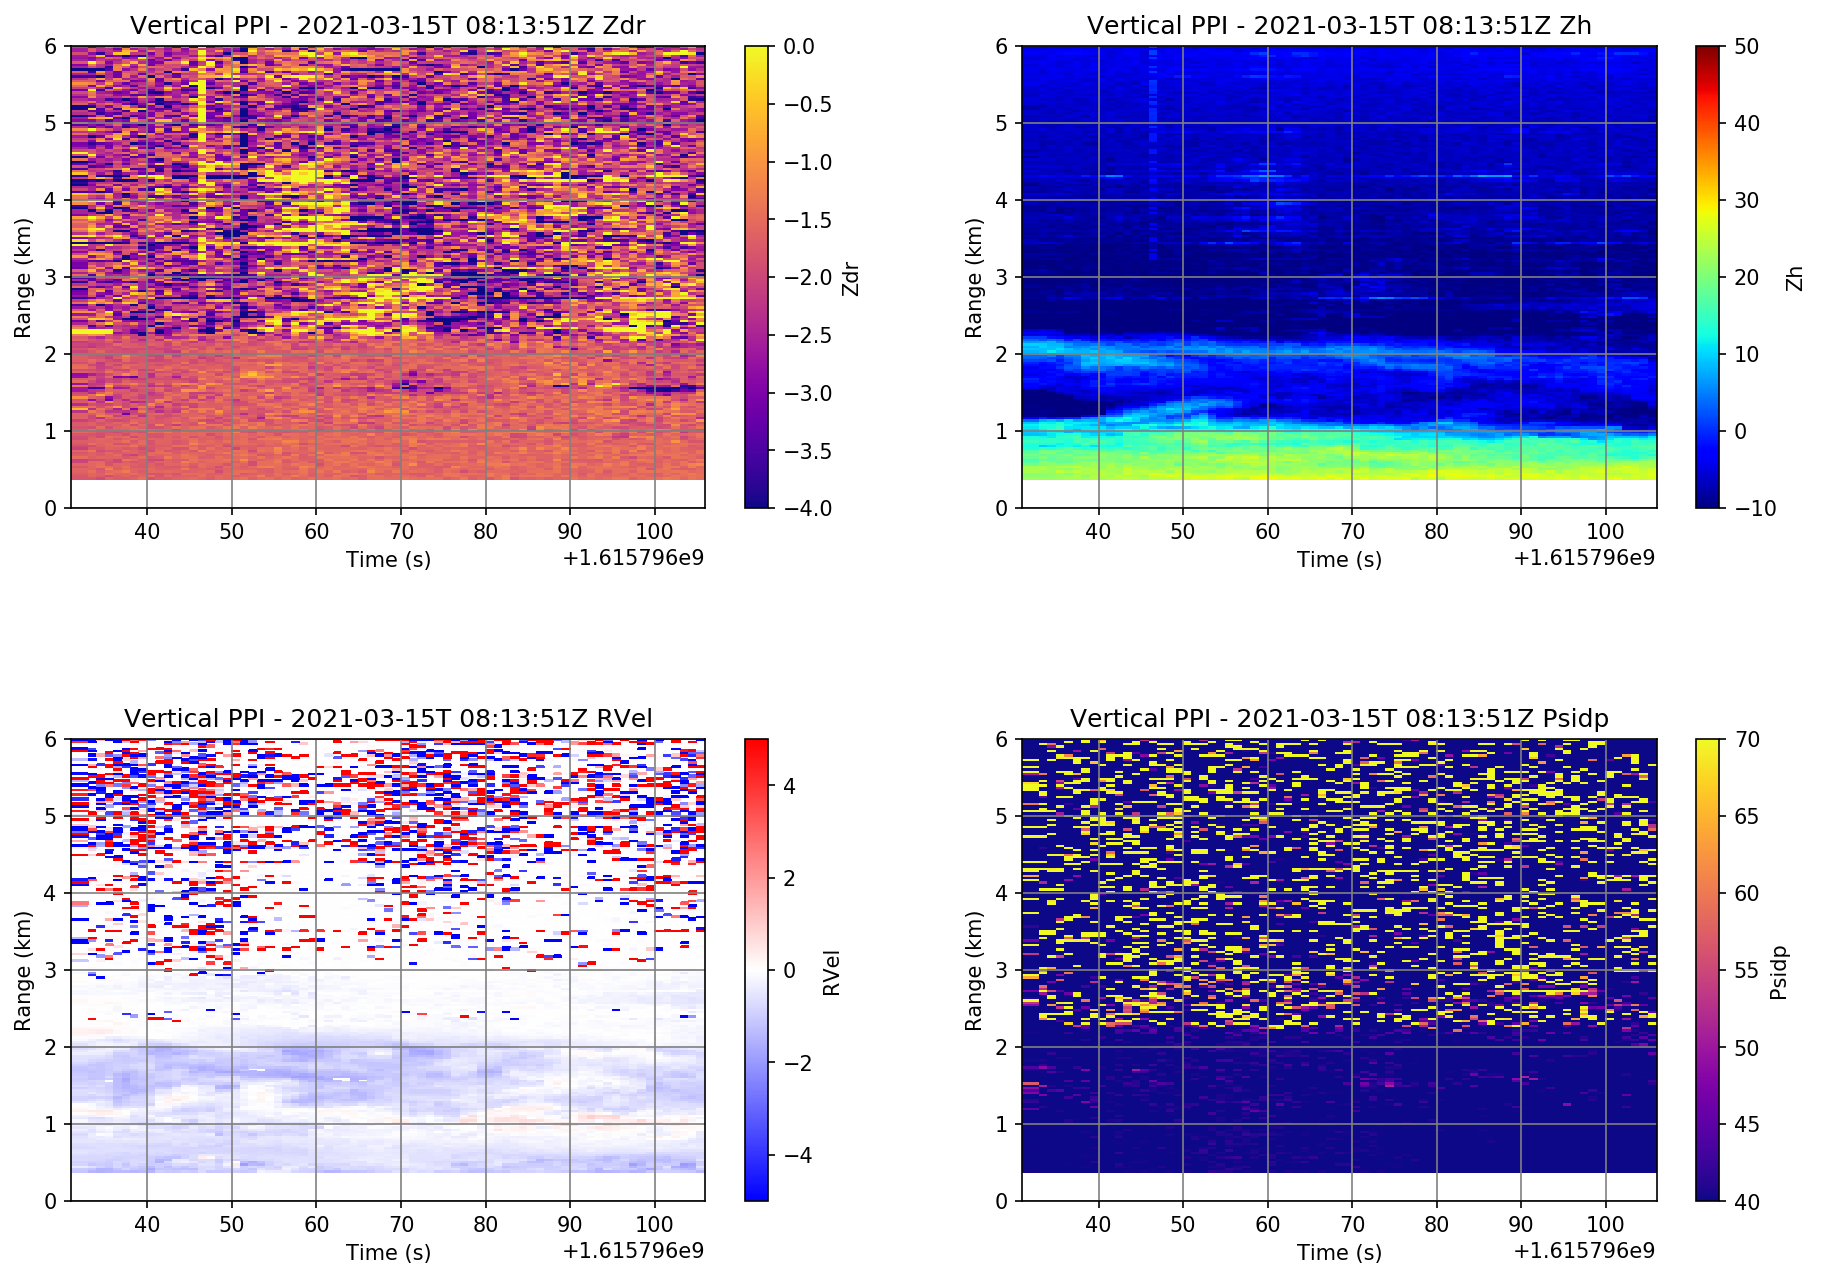 Vertical PPI - 2021-03-15T 08:13:51Z Zdr
6
5
4
3
2
1
0
Range (km)
40 50 60 70 80 90 100
Time (s)
+1.615796e9
0.0
−0.5
−1.0
−1.5
−2.0
−2.5
−3.0
−3.5
−4.0
Zdr
Vertical PPI - 2021-03-15T 08:13:51Z Zh
6
5
4
3
2
1
0
Range (km)
40 50 60 70 80 90 100
Time (s)
+1.615796e9
50
40
30
20
10
0
−10
Zh
Vertical PPI - 2021-03-15T 08:13:51Z RVel
6
5
4
3
2
1
0
Range (km)
40 50 60 70 80 90 100
Time (s)
+1.615796e9
4
2
0
−2
−4
RVel
Vertical PPI - 2021-03-15T 08:13:51Z Psidp
6
5
4
3
2
1
0
Range (km)
40 50 60 70 80 90 100
Time (s)
+1.615796e9
70
65
60
55
50
45
40
Psidp